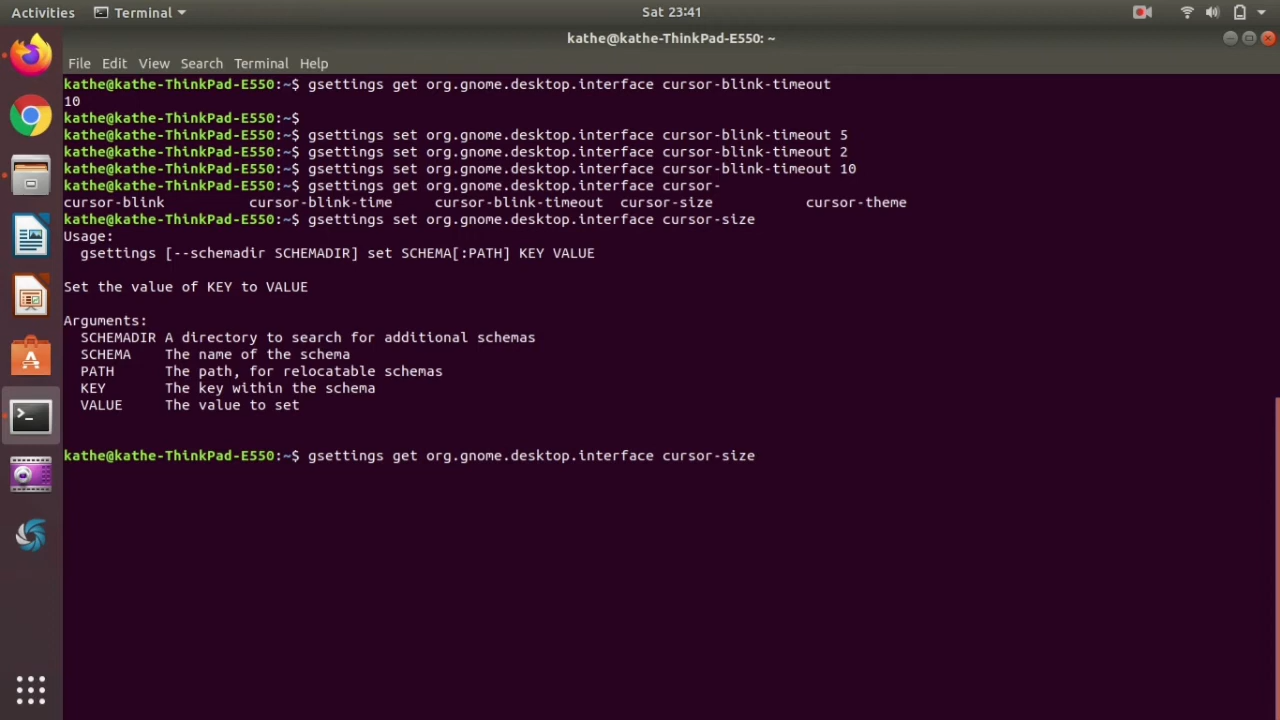 Activities Terminal Sat 23:41
kathe@kathe-ThinkPad-E550: ~
File Edit View Search Terminal Help
kathe@kathe-ThinkPad-E550:~$ gsettings get org.gnome.desktop.interface cursor-blink-timeout
10
kathe@kathe-ThinkPad-E550:~$
kathe@kathe-ThinkPad-E550:~$ gsettings set org.gnome.desktop.interface cursor-blink-timeout 5
kathe@kathe-ThinkPad-E550:~$ gsettings set org.gnome.desktop.interface cursor-blink-timeout 2
kathe@kathe-ThinkPad-E550:~$ gsettings set org.gnome.desktop.interface cursor-blink-timeout 10
kathe@kathe-ThinkPad-E550:~$ gsettings get org.gnome.desktop.interface cursor-
cursor-blink cursor-blink-time cursor-blink-timeout cursor-size cursor-theme
kathe@kathe-ThinkPad-E550:~$ gsettings set org.gnome.desktop.interface cursor-size
Usage:
gsettings [--schemadir SCHEMADIR] set SCHEMA[:PATH] KEY VALUE
Set the value of KEY to VALUE
Arguments:
SCHEMADIR A directory to search for additional schemas
SCHEMA The name of the schema
PATH The path, for relocatable schemas
KEY The key within the schema
VALUE The value to set
kathe@kathe-ThinkPad-E550:~$ gsettings get org.gnome.desktop.interface cursor-size